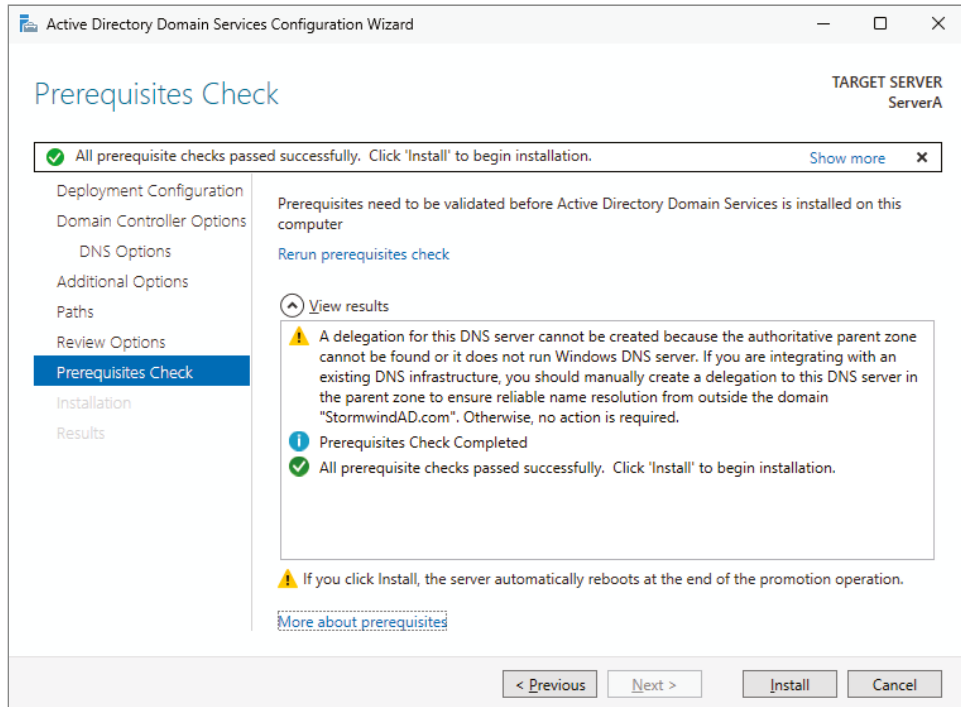 Active Directory Domain Services Configuration Wizard
Prerequisites Check
TARGET SERVER
ServerA
All prerequisite checks passed successfully.  Click 'Install' to begin installation.
Show more
Deployment Configuration
Domain Controller Options
DNS Options
Additional Options
Paths
Review Options
Prerequisites Check
Installation
Results
Prerequisites need to be validated before Active Directory Domain Services is installed on this
computer
Rerun prerequisites check
View results
A delegation for this DNS server cannot be created because the authoritative parent zone
cannot be found or it does not run Windows DNS server. If you are integrating with an
existing DNS infrastructure, you should manually create a delegation to this DNS server in
the parent zone to ensure reliable name resolution from outside the domain
"StormwindAD.com". Otherwise, no action is required.
Prerequisites Check Completed
All prerequisite checks passed successfully.  Click 'Install' to begin installation.
If you click Install, the server automatically reboots at the end of the promotion operation.
More about prerequisites
< Previous
Next >
Install
Cancel